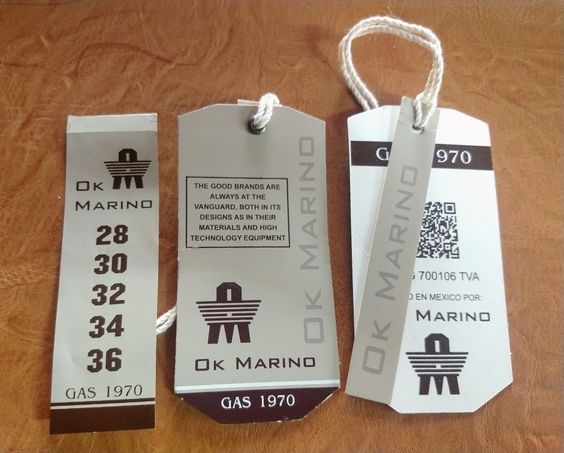 Ok
Marino
28
30
32
34
36
GAS 1970
THE GOOD BRANDS ARE
ALWAYS AT THE
VANGUARD, BOTH IN ITS
DESIGNS AS IN THEIR
MATERIALS AND HIGH
TECHNOLOGY EQUIPMENT
Ok Marino
Ok Marino
GAS 1970
Ok Marino
970
700106 TVA
EN MEXICO POR:
Marino